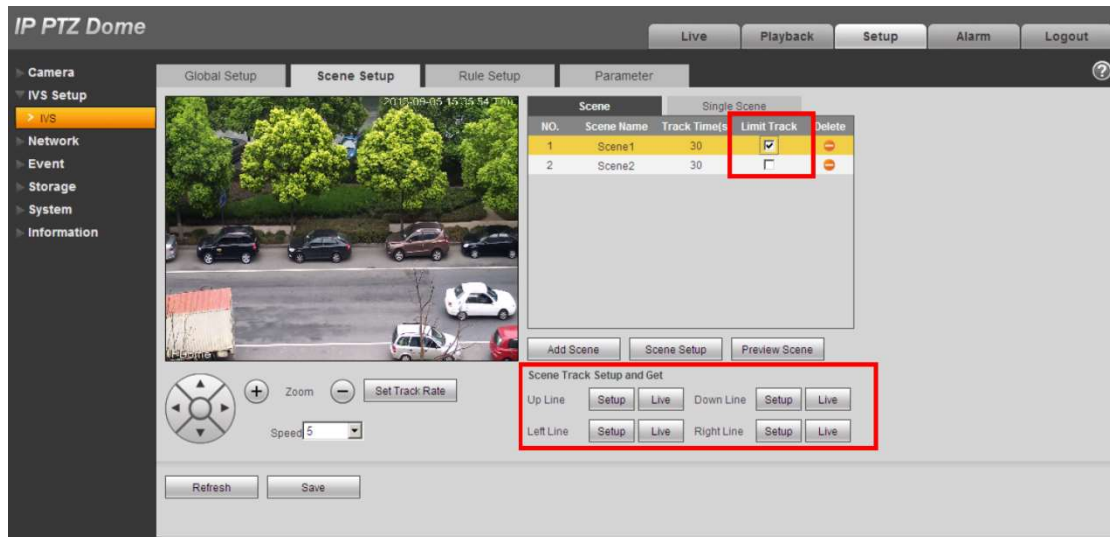 IP PTZ Dome
Live
Playback
Setup
Alarm
Logout
Camera
IVS Setup
IVS
Network
Event
Storage
System
Information
Global Setup
Scene Setup
Rule Setup
Parameter
Scene
Single Scene
NO. Scene Name Track Time(s Limit Track Delete
1 Scene1 30
2 Scene2 30
Add Scene
Scene Setup
Preview Scene
Zoom
Set Track Rate
Speed 5
Scene Track Setup and Get
Up Line Setup Live Down Line Setup Live
Left Line Setup Live Right Line Setup Live
Refresh
Save